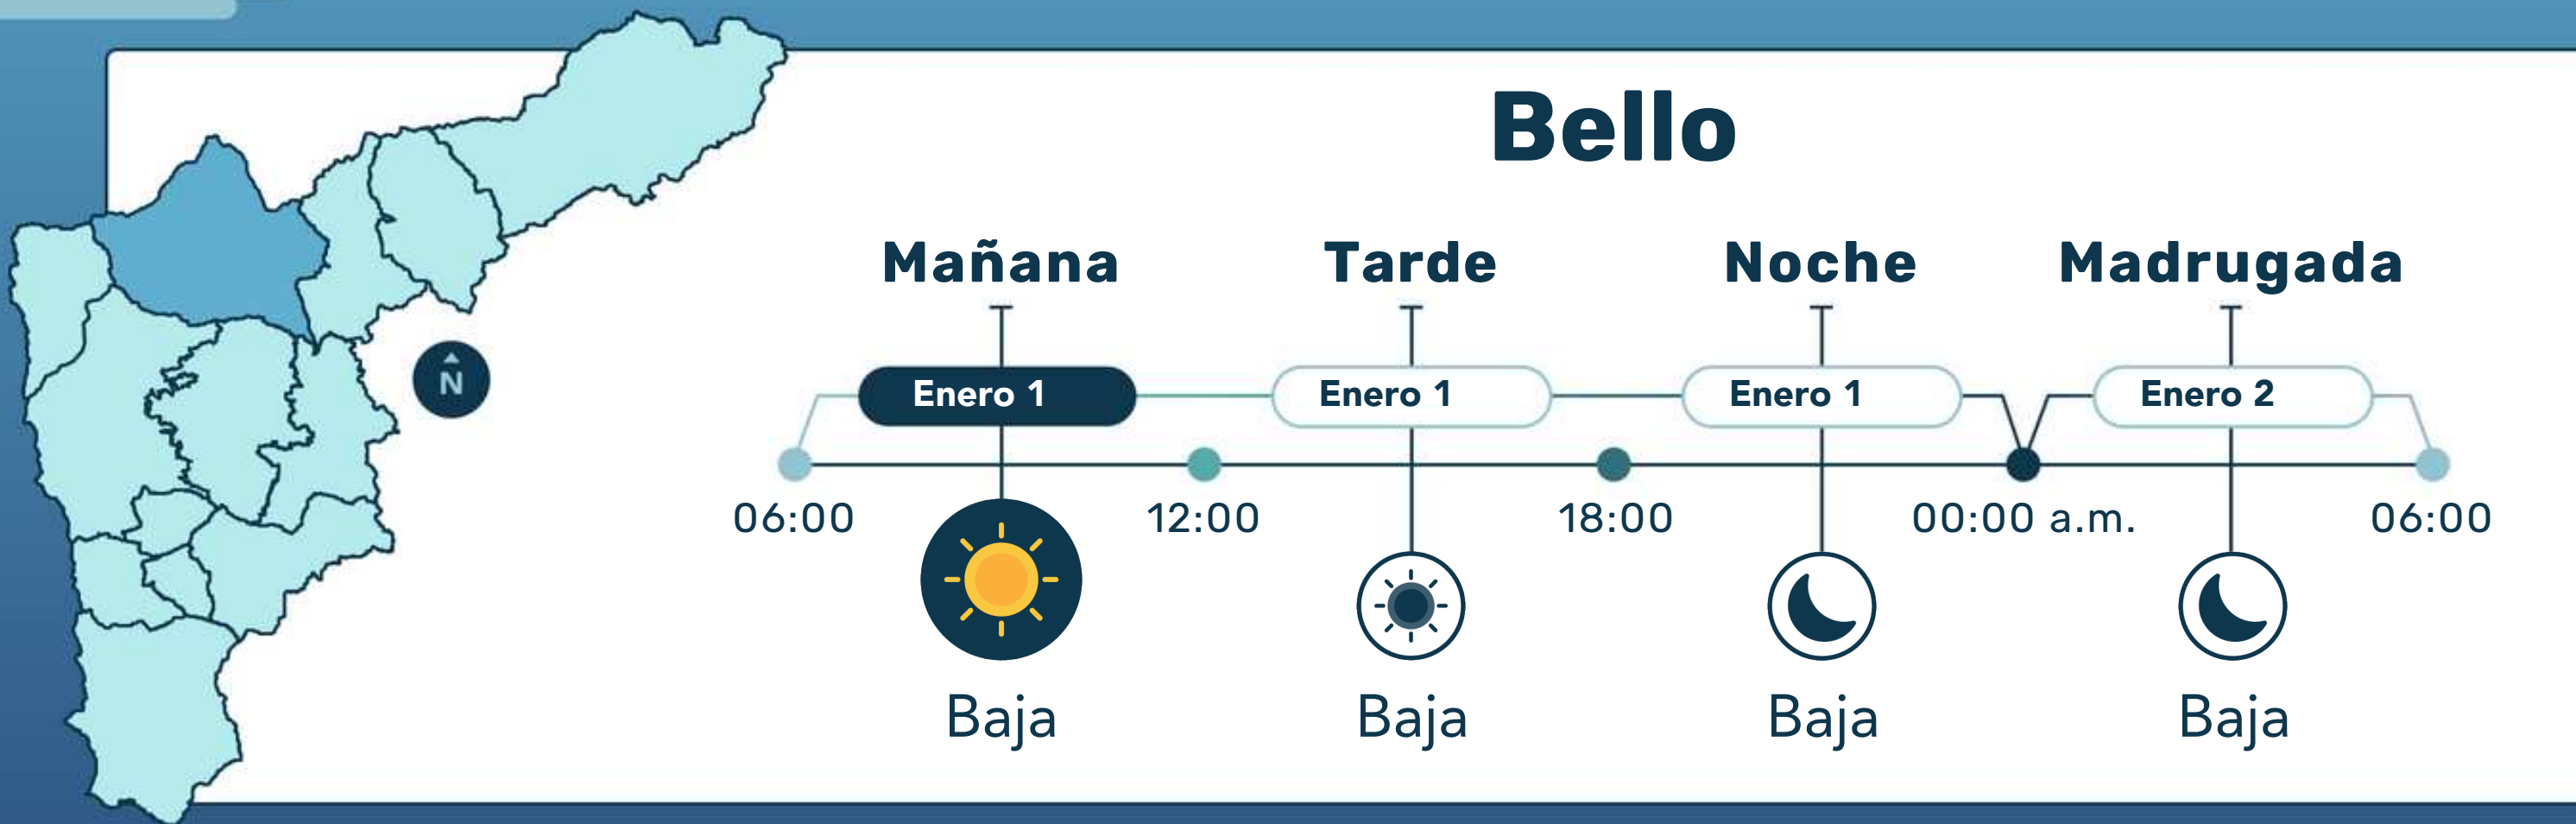 Bello
Mañana Tarde Noche Madrugada
N
Enero 1 Enero 1 Enero 1 Enero 2
06:00 12:00 18:00 00:00 a.m. 06:00
Baja Baja Baja Baja